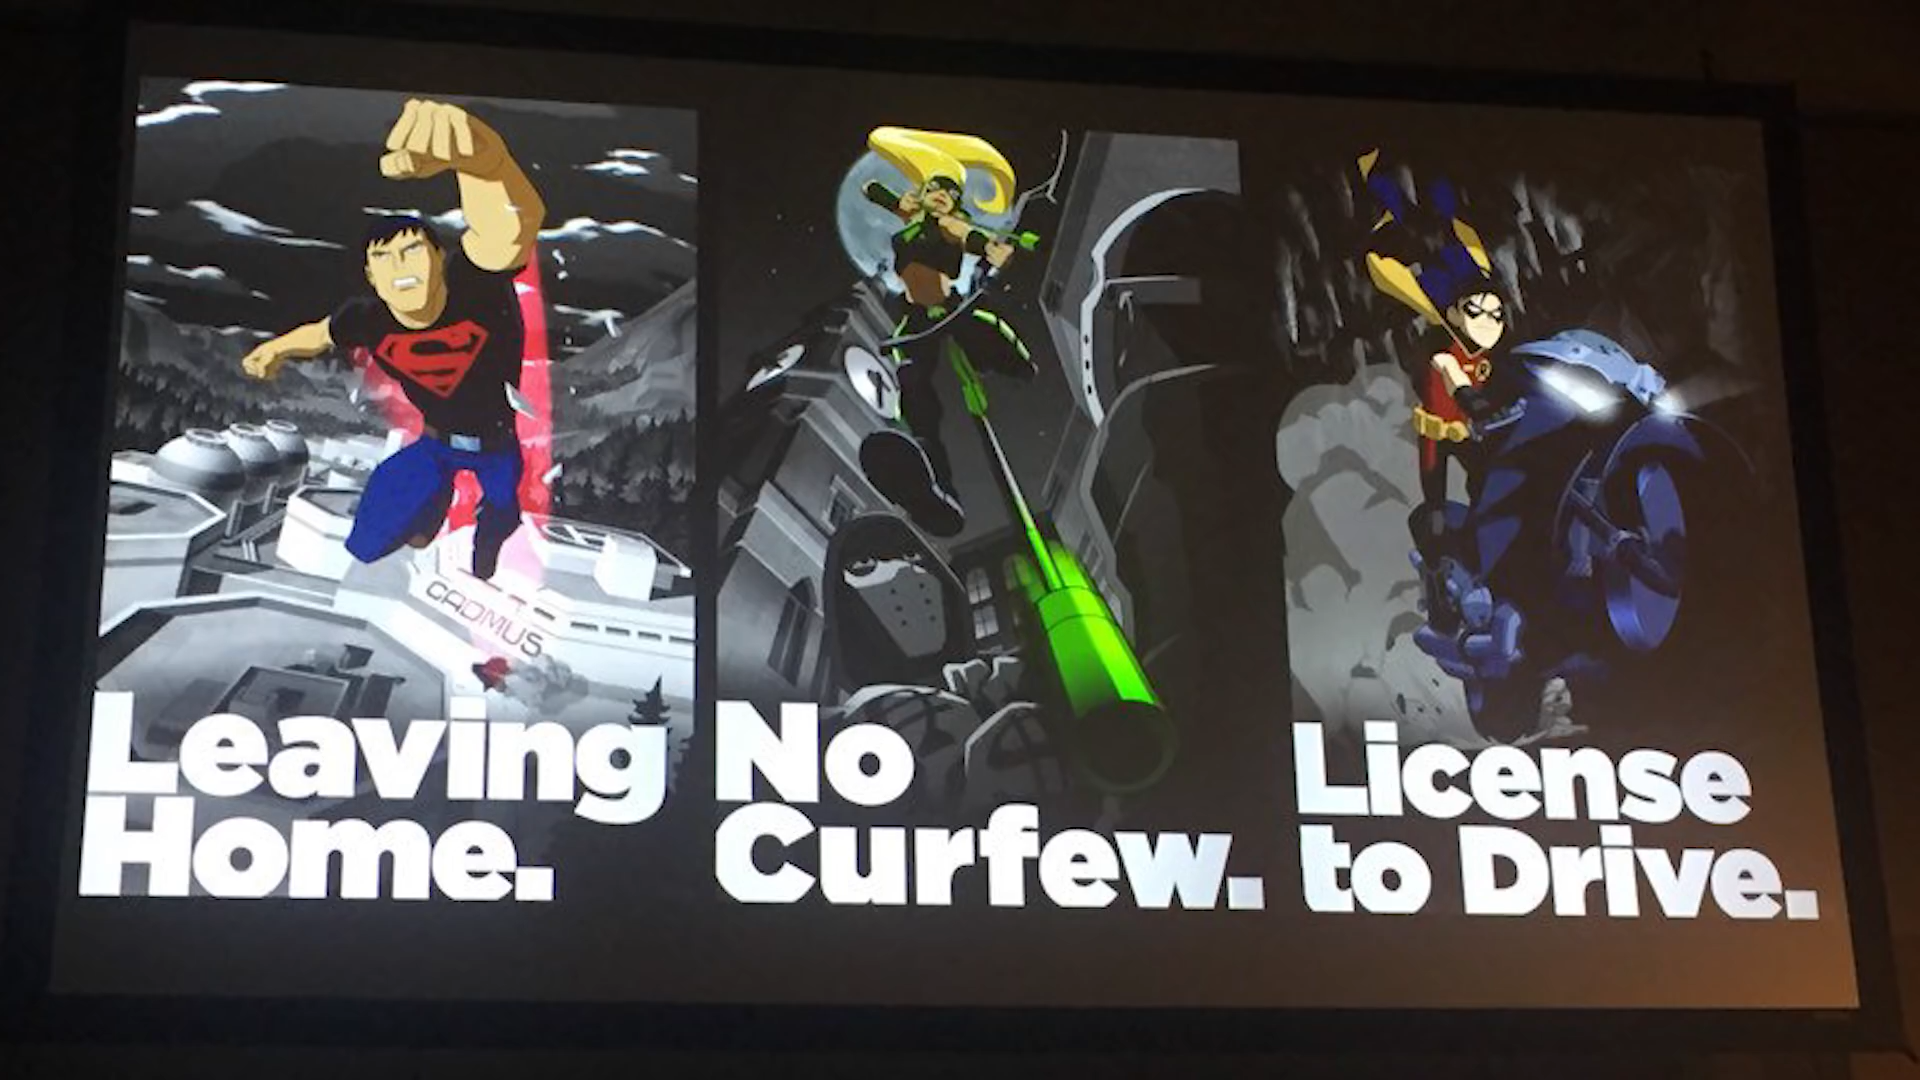 CADMUS
Leaving
Home.
No
Curfew.
License
to Drive.